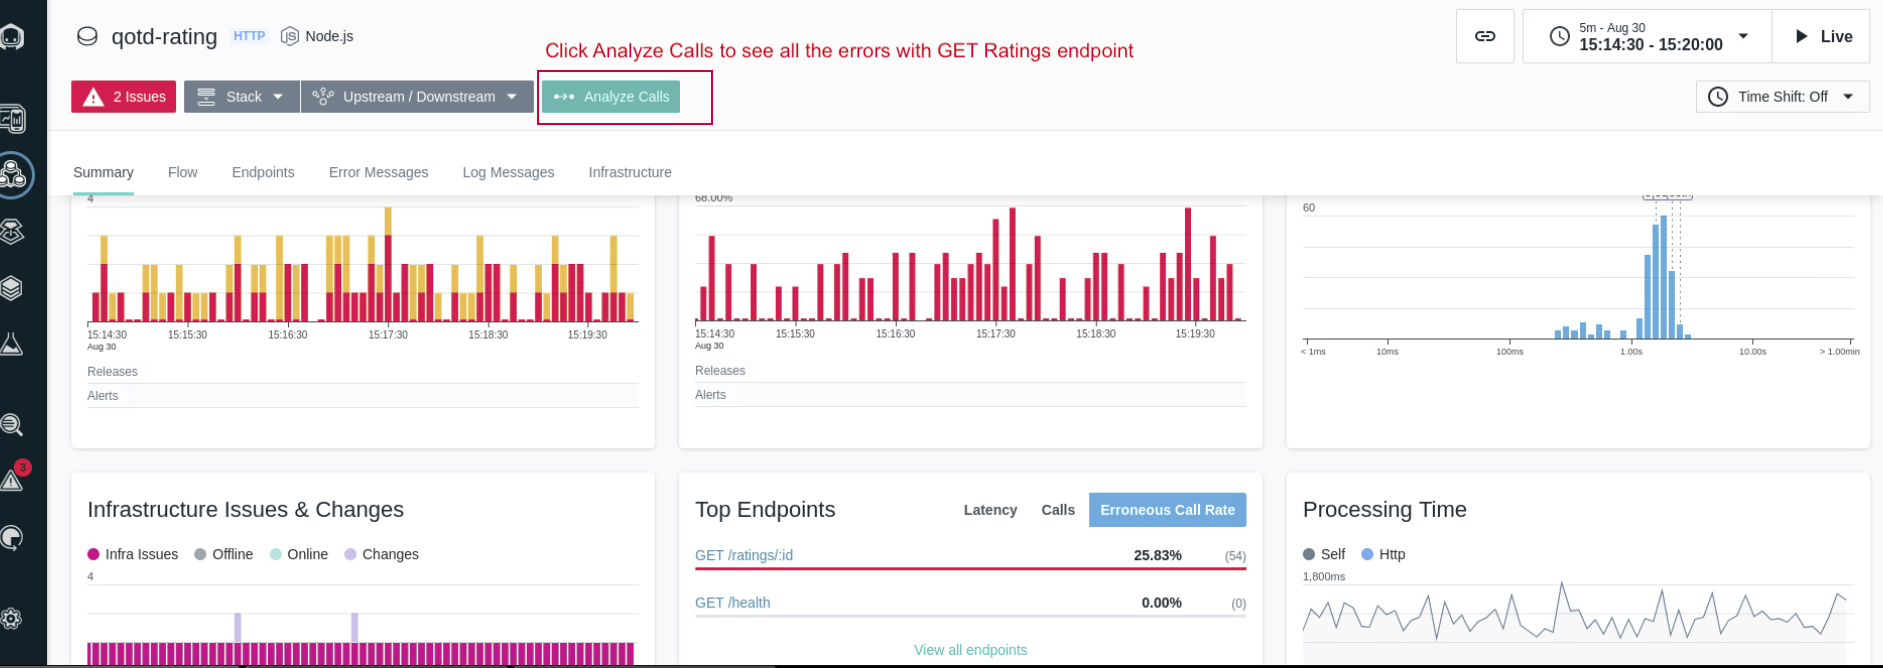 qotd-rating HTTP Node.js
Click Analyze Calls to see all the errors with GET Ratings endpoint
5m - Aug 30
15:14:30 - 15:20:00
Live
2 Issues
Stack
Upstream / Downstream
Analyze Calls
Time Shift: Off
Summary
Flow
Endpoints
Error Messages
Log Messages
Infrastructure
4
15:14:30 15:15:30 15:16:30 15:17:30 15:18:30 15:19:30
Aug 30
Releases
Alerts
68.00%
15:14:30 15:15:30 15:16:30 15:17:30 15:18:30 15:19:30
Aug 30
Releases
Alerts
60
< 1ms 10ms 100ms 1.00s 10.00s > 1.00min
3
Infrastructure Issues & Changes
Infra Issues Offline Online Changes
4
Top Endpoints
Latency Calls Erroneous Call Rate
GET /ratings/:id 25.83% (54)
GET /health 0.00% (0)
View all endpoints
Processing Time
Self Http
1,800ms